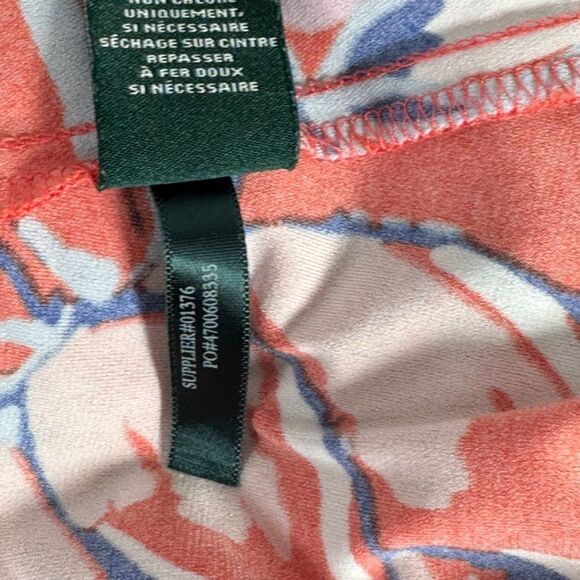 NON CHLORÉ
UNIQUEMENT,
SI NÉCESSAIRE
SÉCHAGE SUR CINTRE
REPASSER
À FER DOUX
SI NÉCESSAIRE
SUPPLIER#01376
PO#4700608335